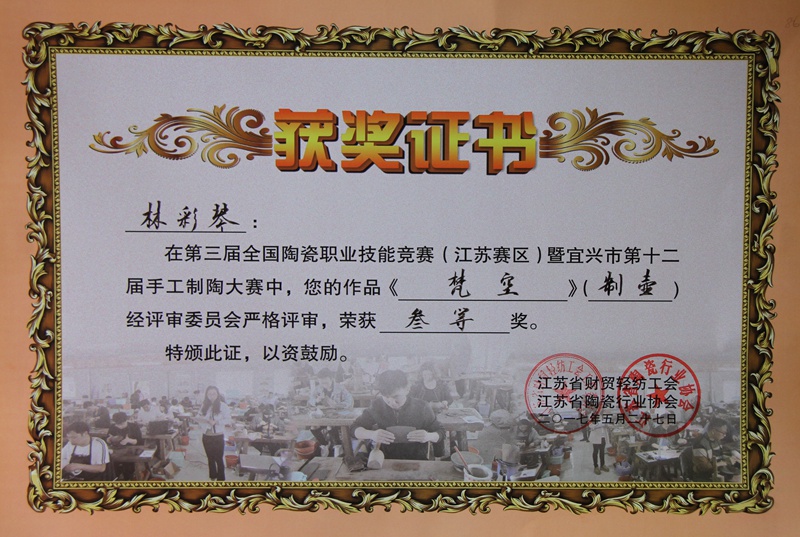 获奖证书
林彩琴：
在第三届全国陶瓷职业技能竞赛（江苏赛区）暨宜兴市第十二
届手工制陶大赛中，您的作品《梵空》(制壶)
经评审委员会严格评审，荣获叁等奖。
特颁此证，以资鼓励。
江苏省财贸轻纺工会
江苏省陶瓷行业协会
二〇一七年五月二十七日